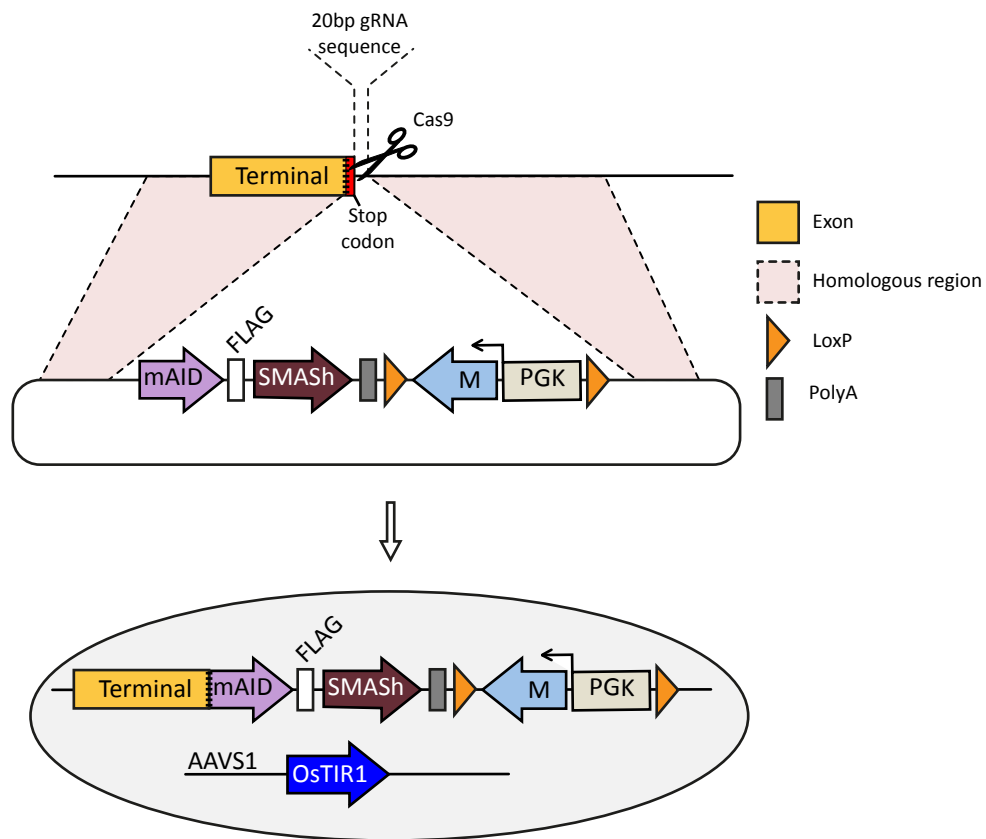 20bp gRNA
sequence
Cas9
Terminal
Stop
codon
Exon
Homologous region
LoxP
PolyA
FLAG
mAID
SMASh
M
PGK
FLAG
Terminal
mAID
SMASh
M
PGK
AAVS1
OsTIR1